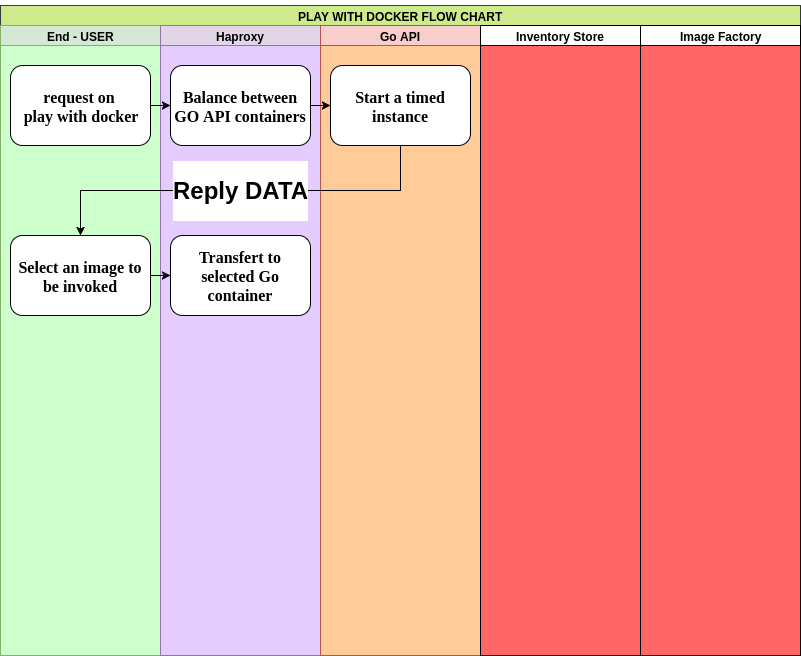 PLAY WITH DOCKER FLOW CHART
End - USER
Haproxy
Go API
Inventory Store
Image Factory
request on
play with docker
Balance between
GO API containers
Start a timed
instance
Reply DATA
Select an image to
be invoked
Transfert to
selected Go
container